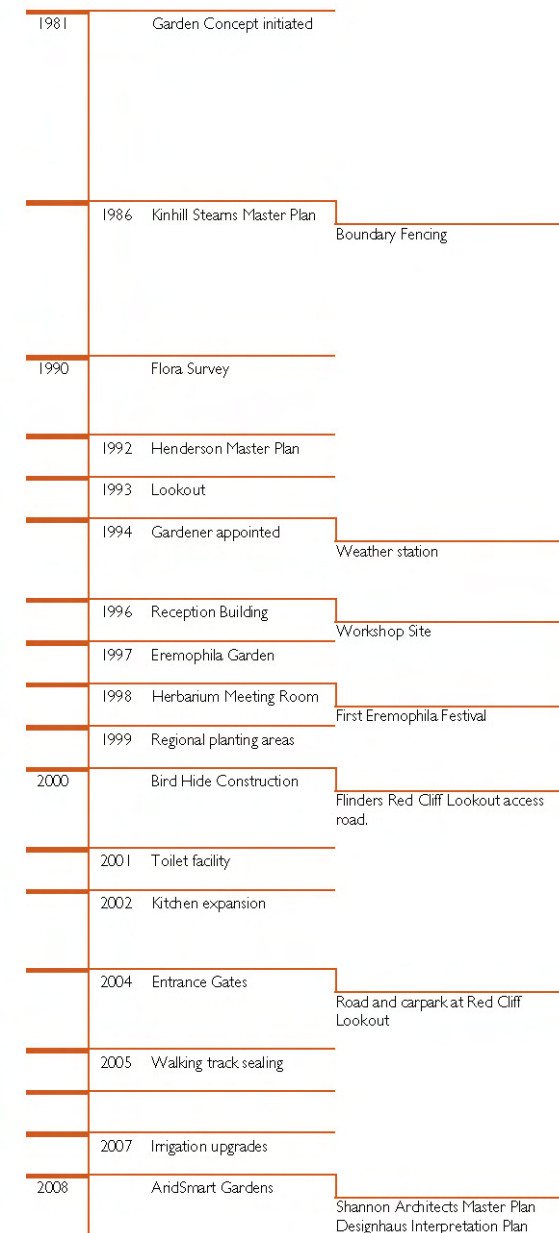 1981 Garden Concept initiated
1986 Kinhill Stearns Master Plan
Boundary Fencing
1990 Flora Survey
1992 Henderson Master Plan
1993 Lookout
1994 Gardener appointed
Weather station
1996 Reception Building
Workshop Site
1997 Eremophila Garden
1998 Herbarium Meeting Room
First Eremophila Festival
1999 Regional planting areas
2000 Bird Hide Construction
Flinders Red Cliff Lookout access
road.
2001 Toilet facility
2002 Kitchen expansion
2004 Entrance Gates
Road and carpark at Red Cliff
Lookout
2005 Walking track sealing
2007 Irrigation upgrades
2008 AridSmart Gardens
Shannon Architects Master Plan
Designhaus Interpretation Plan